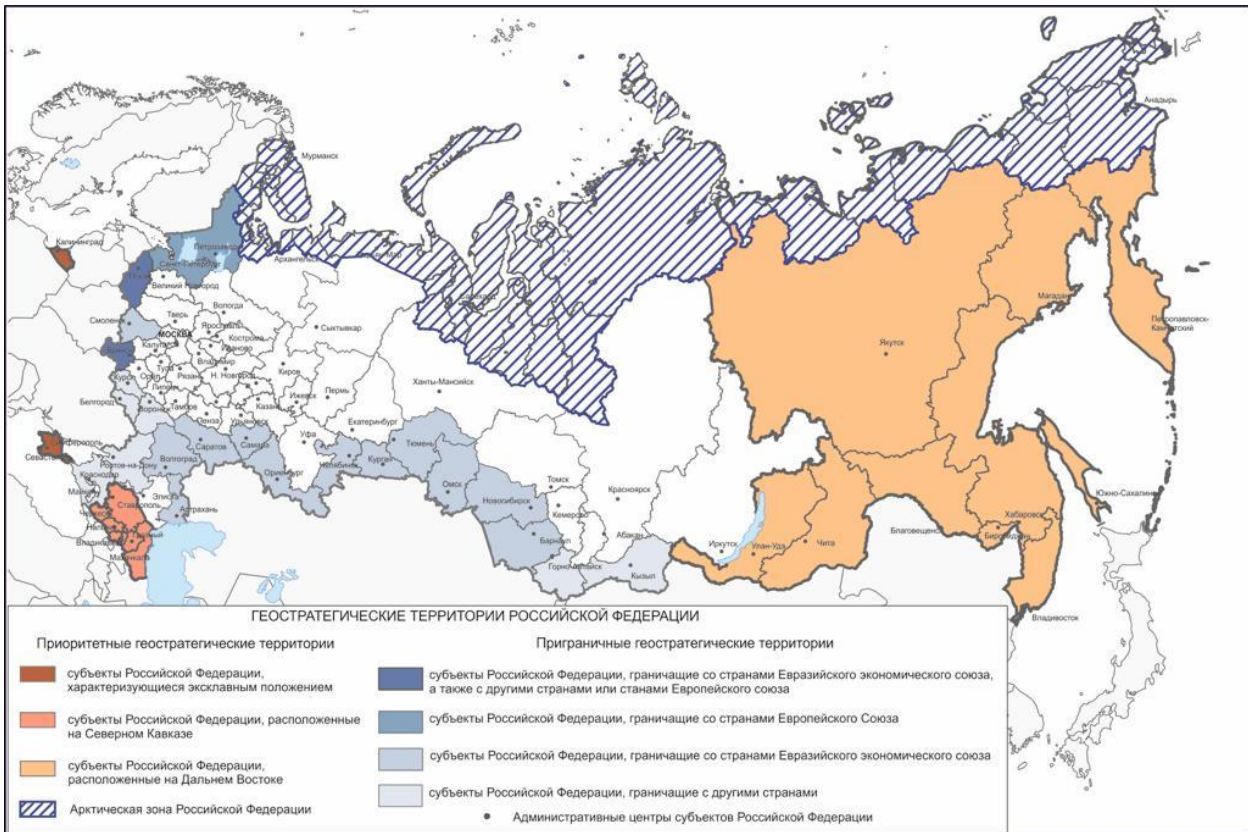 Мурманск
Анадырь
Калининград
Санкт-Петербург
Архангельск
Великий Новгород
Вологда
Смоленск
Тверь
Сыктывкар
МОСКВА
Ярославль
Кострома
Калуга
Иваново
Владимир
Тула
Рязань
Киров
Н. Новгород
Курск
Пермь
Ханты-Мансийск
Ижевск
Белгород
Воронеж
Тамбов
Казань
Пенза
Ульяновск
Екатеринбург
Уфа
Тюмень
Саратов
Самара
Волгоград
Челябинск
Курган
Ростов-на-Дону
Оренбург
Омск
Краснодар
Новосибирск
Томск
Красноярск
Элиста
Ставрополь
Астрахань
Кемерово
Барнаул
Абакан
Горно-Алтайск
Кызыл
Иркутск
Улан-Удэ
Чита
Якутск
Магадан
Петропавловск-
Камчатский
Благовещенск
Хабаровск
Биробиджан
Южно-Сахалинск
Владивосток
ГЕОСТРАТЕГИЧЕСКИЕ ТЕРРИТОРИИ РОССИЙСКОЙ ФЕДЕРАЦИИ
Приоритетные геостратегические территории
субъекты Российской Федерации,
характеризующиеся эксклавным положением
субъекты Российской Федерации, расположенные
на Северном Кавказе
субъекты Российской Федерации,
расположенные на Дальнем Востоке
Арктическая зона Российской Федерации
Приграничные геостратегические территории
субъекты Российской Федерации, граничащие со странами Евразийского экономического союза,
а также с другими странами или станами Европейского союза
субъекты Российской Федерации, граничащие со странами Европейского Союза
субъекты Российской Федерации, граничащие со странами Евразийского экономического союза
субъекты Российской Федерации, граничащие с другими странами
Административные центры субъектов Российской Федерации